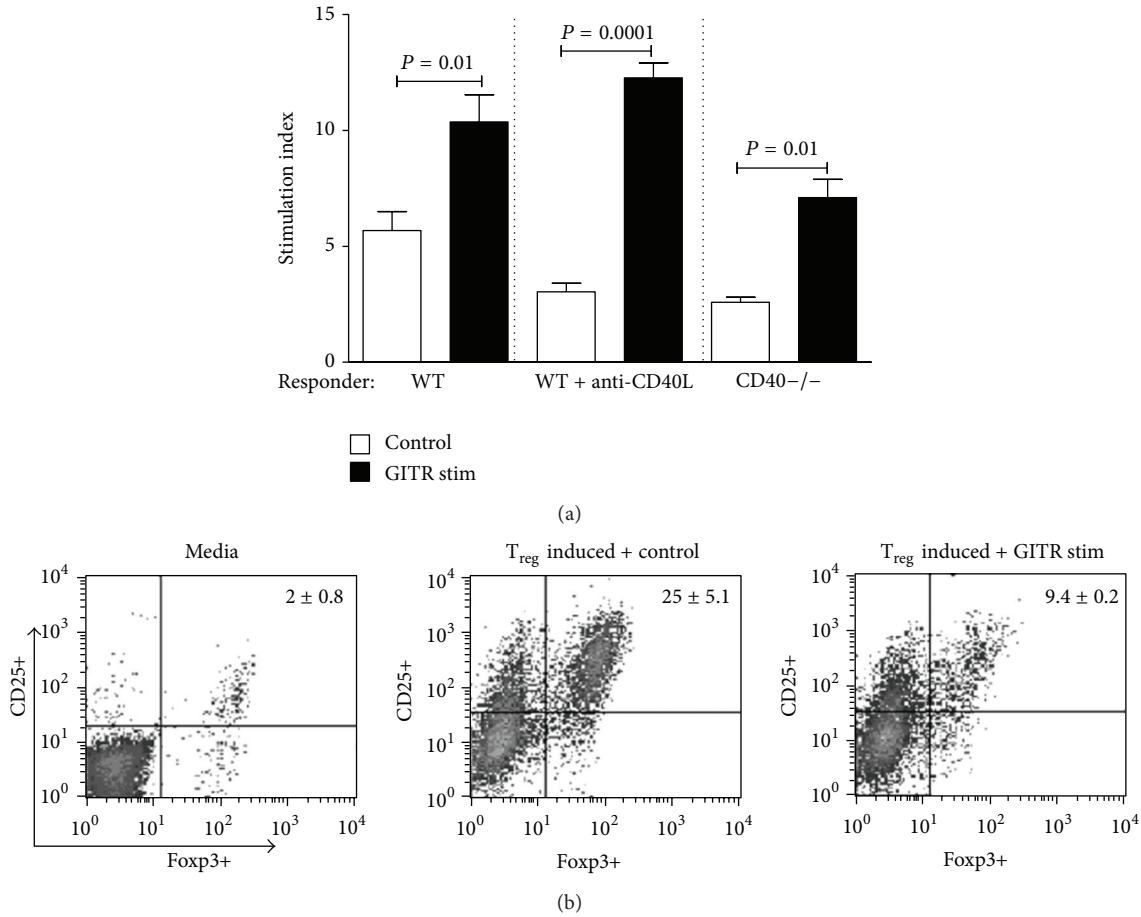 15
10
5
0
Stimulation index
P = 0.01
P = 0.0001
P = 0.01
Responder: WT WT + anti-CD40L CD40−/−
Control
GITR stim
(a)
Media
T_reg induced + control
T_reg induced + GITR stim
10^4
10^3
10^2
10^1
10^0
CD25+
2 ± 0.8
10^0 10^1 10^2 10^3 10^4
Foxp3+
10^4
10^3
10^2
10^1
10^0
CD25+
25 ± 5.1
10^0 10^1 10^2 10^3 10^4
Foxp3+
10^4
10^3
10^2
10^1
10^0
CD25+
9.4 ± 0.2
10^0 10^1 10^2 10^3 10^4
Foxp3+
(b)